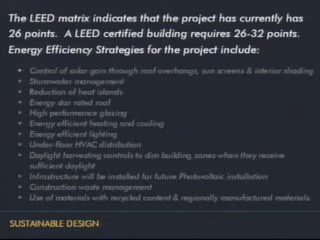 The LEED matrix indicates that the project has currently has
26 points. A LEED certified building requires 26-32 points.
Energy Efficiency Strategies for the project include:
• Control of solar gain through roof overhangs, sun screens & interior shading
• Stormwater management
• Reduction of heat islands
• Energy star rated roof
• High performance glazing
• Energy efficient heating and cooling
• Energy efficient lighting
• Under-floor HVAC distribution
• Daylight harvesting controls to dim building zones when they receive
sufficient daylight
• Infrastructure will be installed for future Photovoltaic installation
• Construction waste management
• Use of materials with recycled content & regionally manufactured materials.
SUSTAINABLE DESIGN